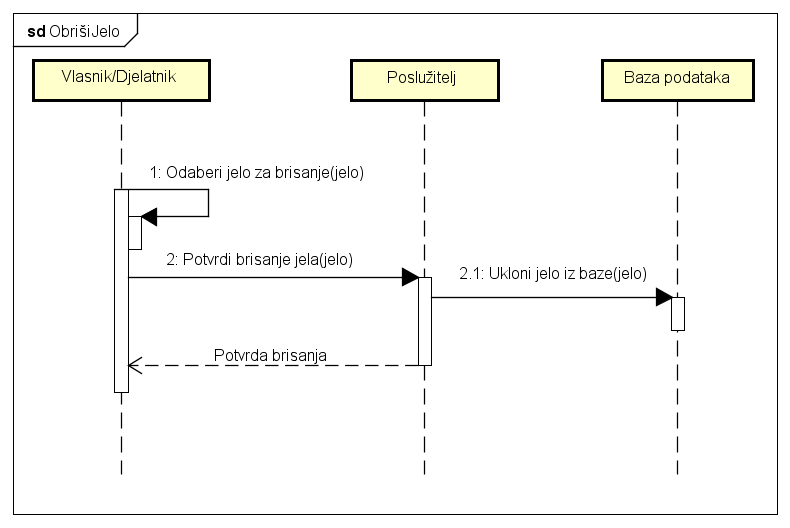 sd ObrišiJelo
Vlasnik/Djelatnik
Poslužitelj
Baza podataka
1: Odaberi jelo za brisanje(jelo)
2: Potvrdi brisanje jela(jelo)
2.1: Ukloni jelo iz baze(jelo)
Potvrda brisanja